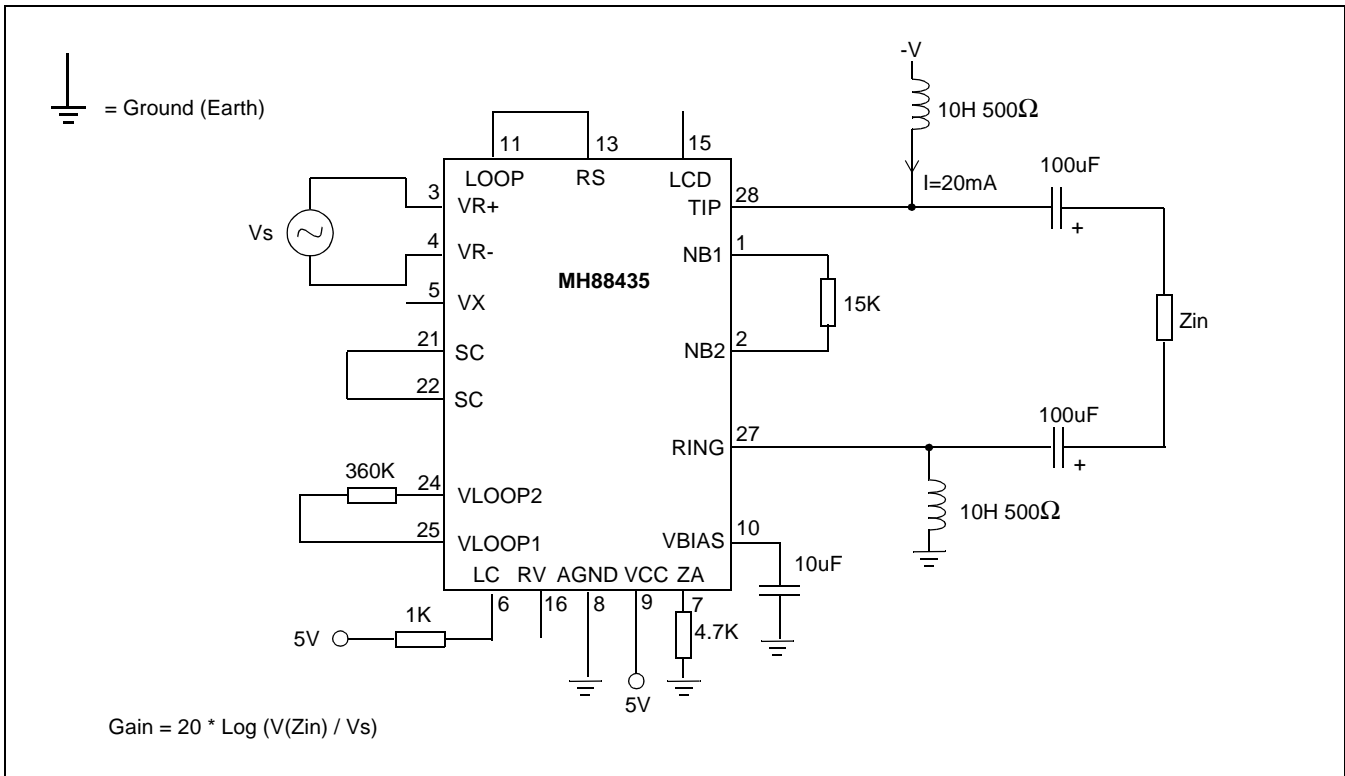 -V
10H 500Ω
= Ground (Earth)
11
13
15
100uF
LOOP
RS
LCD
I=20mA
3
VR+
TIP
28
+
Vs
4
VR-
NB1
1
MH88435
5
VX
15K
Zin
21
SC
NB2
2
22
SC
100uF
RING
27
+
360K
24
VLOOP2
10H 500Ω
25
VLOOP1
VBIAS
10
LC RV AGND VCC ZA
10uF
6
16
8
9
7
1K
4.7K
5V
5V
Gain = 20 * Log (V(Zin) / Vs)